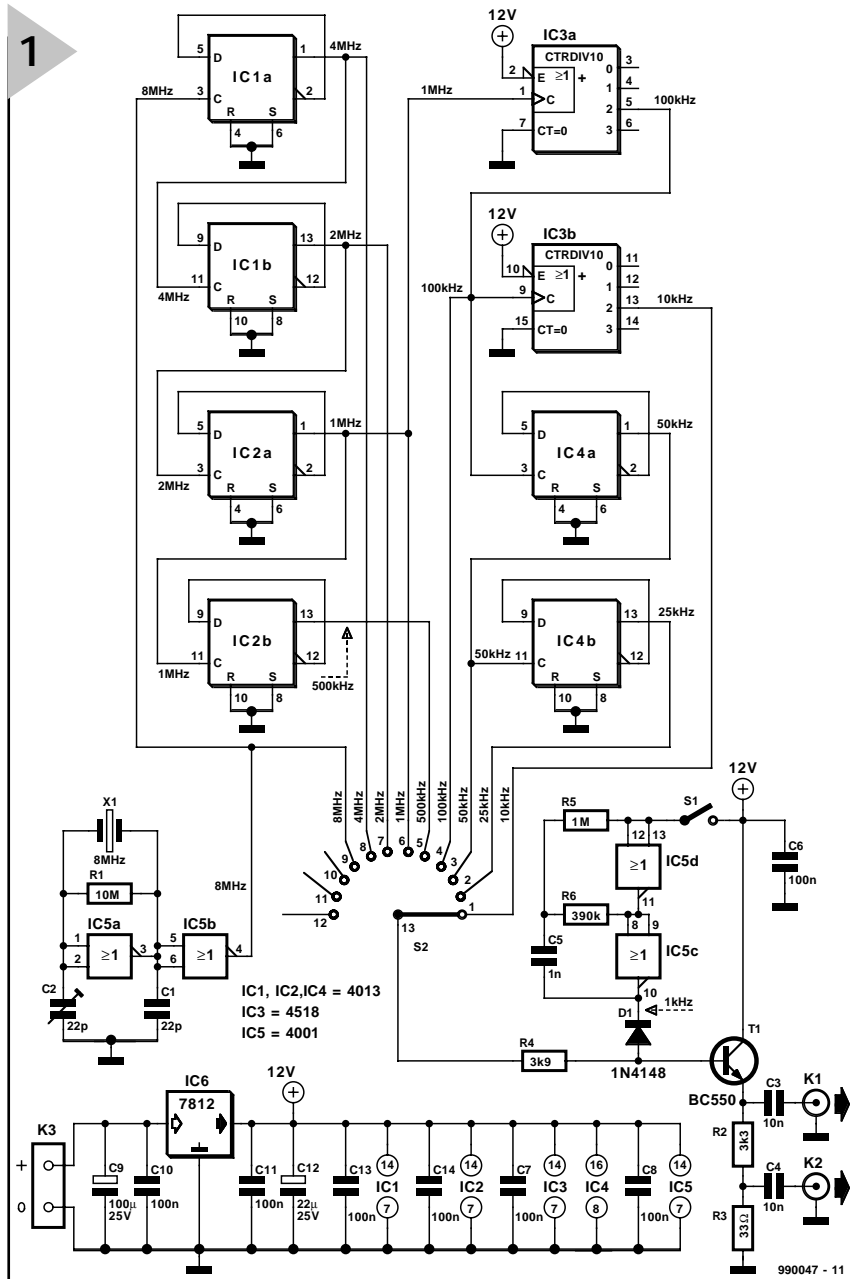 1
5
D
1
4MHz
IC1a
8MHz
3
C
2
R
S
4
6
9
D
13
2MHz
IC1b
11
C
12
4MHz
R
S
10
8
5
D
1
1MHz
IC2a
3
C
2
2MHz
R
S
4
6
9
D
13
IC2b
11
C
12
1MHz
R
S
10
8
500kHz
12V
IC3a
CTRDIV10
2
E
≥1
+
0
3
1
4
1MHz
1
C
2
5
100kHz
7
CT=0
3
6
12V
IC3b
CTRDIV10
10
E
≥1
+
0
11
1
12
100kHz
9
C
2
13
10kHz
15
CT=0
3
14
5
D
1
50kHz
IC4a
3
C
2
R
S
4
6
9
D
13
25kHz
IC4b
50kHz
11
C
12
R
S
10
8
8MHz
4MHz
2MHz
1MHz
500kHz
100kHz
50kHz
25kHz
10kHz
12
11
10
9
8
7
6
5
4
3
2
1
13
S2
X1
8MHz
R1
10M
8MHz
IC5a
IC5b
1
2
≥1
3
5
6
≥1
4
C2
22p
C1
22p
IC1, IC2,IC4 = 4013
IC3 = 4518
IC5 = 4001
12V
R5
1M
S1
12
13
≥1
IC5d
11
C6
100n
R6
390k
8
9
≥1
IC5c
10
C5
1n
1kHz
D1
1N4148
R4
3k9
T1
BC550
C3
10n
K1
R2
3k3
C4
10n
K2
R3
33Ω
K3
+
0
IC6
7812
12V
C9
100µ
25V
C10
100n
C11
100n
C12
22µ
25V
C13
100n
14
IC1
7
C14
100n
14
IC2
7
C7
100n
14
IC3
7
16
IC4
8
C8
100n
14
IC5
7
990047 - 11